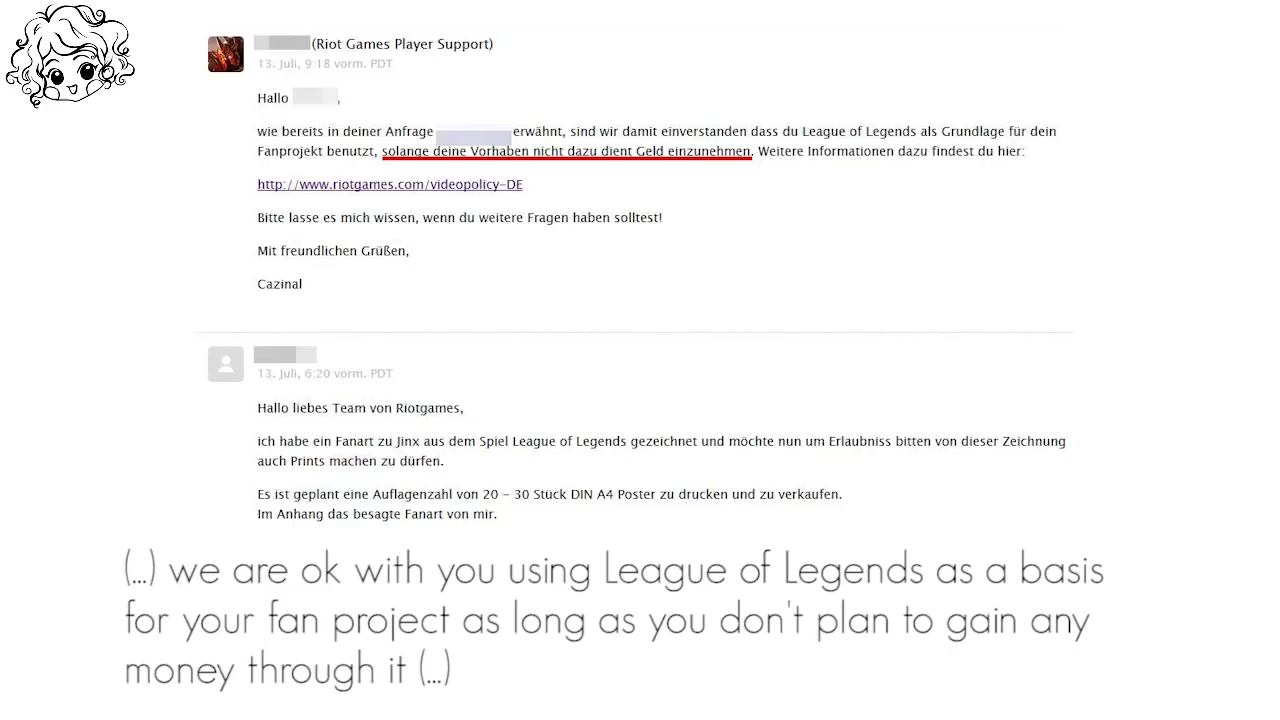 (Riot Games Player Support)
13. Juli, 9:18 vorm. PDT
Hallo ,
wie bereits in deiner Anfrage erwähnt, sind wir damit einverstanden dass du League of Legends als Grundlage für dein
Fanprojekt benutzt, solange deine Vorhaben nicht dazu dient Geld einzunehmen. Weitere Informationen dazu findest du hier:
http://www.riotgames.com/videopolicy-DE
Bitte lasse es mich wissen, wenn du weitere Fragen haben solltest!
Mit freundlichen Grüßen,
Cazinal
13. Juli, 6:20 vorm. PDT
Hallo liebes Team von Riotgames,
ich habe ein Fanart zu Jinx aus dem Spiel League of Legends gezeichnet und möchte nun um Erlaubniss bitten von dieser Zeichnung
auch Prints machen zu dürfen.
Es ist geplant eine Auflagenzahl von 20 - 30 Stück DIN A4 Poster zu drucken und zu verkaufen.
Im Anhang das besagte Fanart von mir.
(...) we are ok with you using League of Legends as a basis
for your fan project as long as you don't plan to gain any
money through it (...)